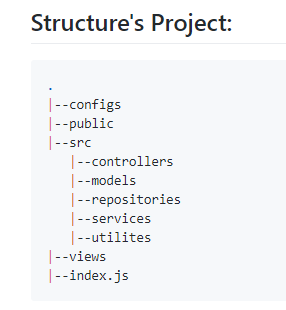 Structure's Project:
.
|--configs
|--public
|--src
   |--controllers
   |--models
   |--repositories
   |--services
   |--utilites
|--views
|--index.js